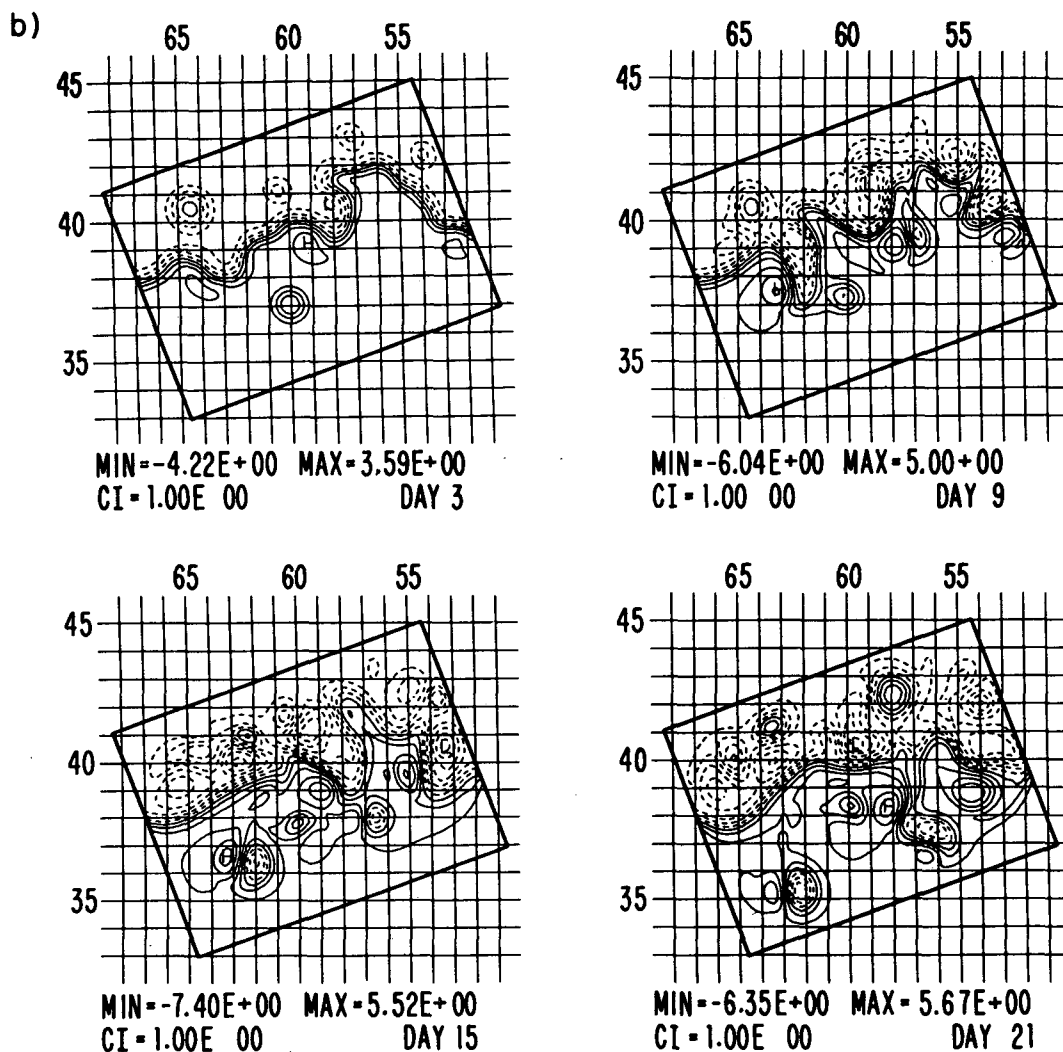 b)
65 60 55
45
40
35
MIN=-4.22E+00 MAX=3.59E+00
CI=1.00E 00 DAY 3
65 60 55
45
40
35
MIN=-6.04E+00 MAX=5.00+00
CI=1.00 00 DAY 9
65 60 55
45
40
35
MIN=-7.40E+00 MAX=5.52E+00
CI=1.00E 00 DAY 15
65 60 55
45
40
35
MIN=-6.35E+00 MAX=5.67E+00
CI=1.00E 00 DAY 21